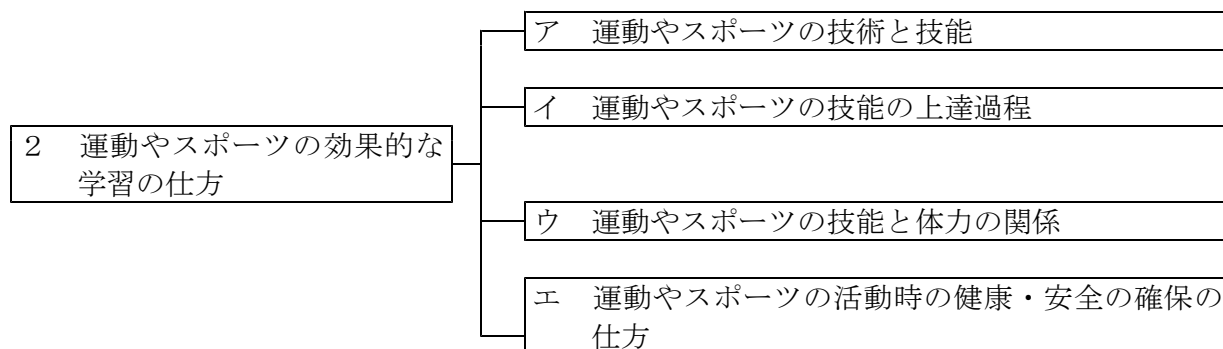 ２　運動やスポーツの効果的な
学習の仕方
ア　運動やスポーツの技術と技能
イ　運動やスポーツの技能の上達過程
ウ　運動やスポーツの技能と体力の関係
エ　運動やスポーツの活動時の健康・安全の確保の
仕方